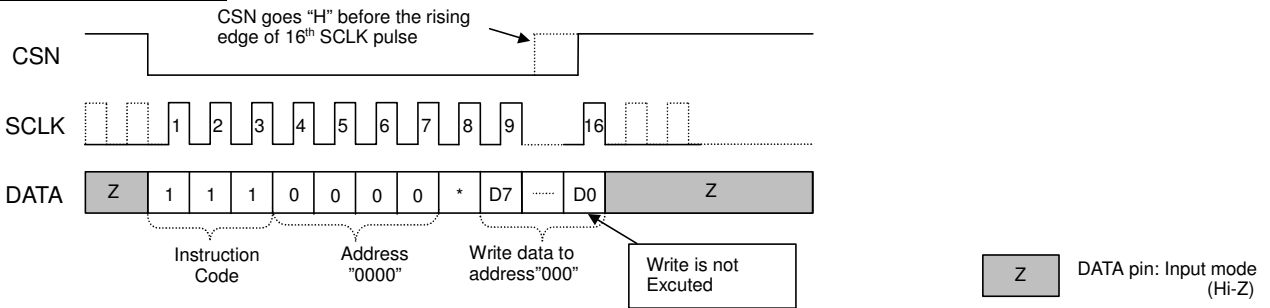 CSN goes “H” before the rising
edge of 16th SCLK pulse
CSN
SCLK
1 2 3 4 5 6 7 8 9 16
DATA
Z 1 1 1 0 0 0 0 * D7 ....... D0 Z
Instruction
Code
Address
"0000"
Write data to
address"000"
Write is not
Excuted
Z
DATA pin: Input mode
(Hi-Z)